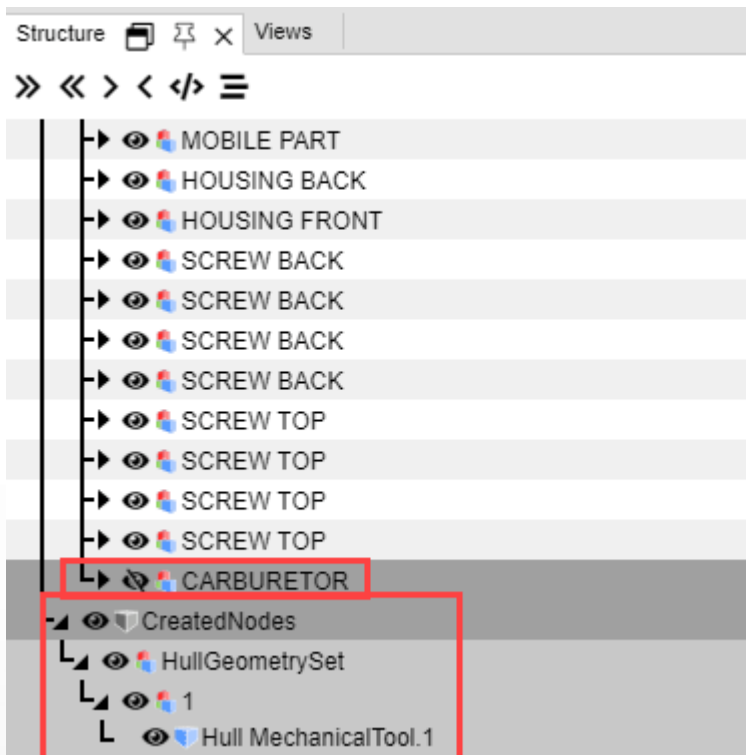 Structure Views
MOBILE PART
HOUSING BACK
HOUSING FRONT
SCREW BACK
SCREW BACK
SCREW BACK
SCREW BACK
SCREW TOP
SCREW TOP
SCREW TOP
SCREW TOP
CARBURETOR
CreatedNodes
HullGeometrySet
1
Hull MechanicalTool.1